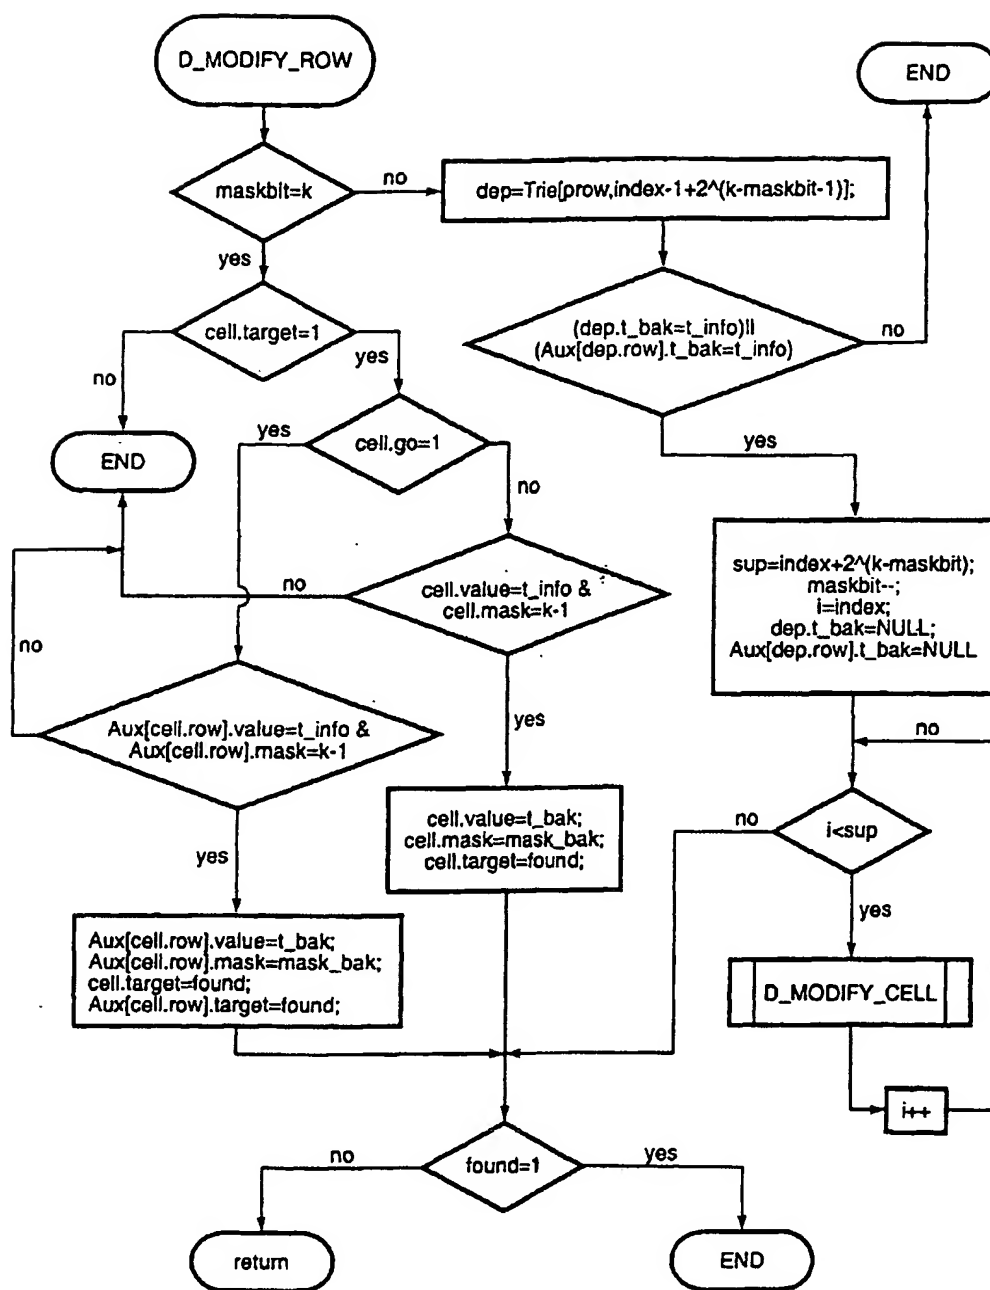 D_MODIFY_ROW
END
maskbit=k
no
dep=Trie[prow,index-1+2^(k-maskbit-1)];
yes
cell.target=1
(dep.t_bak=t_info)||
(Aux[dep.row].t_bak=t_info)
no
yes
no
yes
cell.go=1
yes
END
no
sup=index+2^(k-maskbit);
maskbit--;
i=index;
dep.t_bak=NULL;
Aux[dep.row].t_bak=NULL
cell.value=t_info &
cell.mask=k-1
no
no
Aux[cell.row].value=t_info &
Aux[cell.row].mask=k-1
yes
no
cell.value=t_bak;
cell.mask=mask_bak;
cell.target=found;
no
i<sup
yes
yes
Aux[cell.row].value=t_bak;
Aux[cell.row].mask=mask_bak;
cell.target=found;
Aux[cell.row].target=found;
D_MODIFY_CELL
i++
no
found=1
yes
return
END